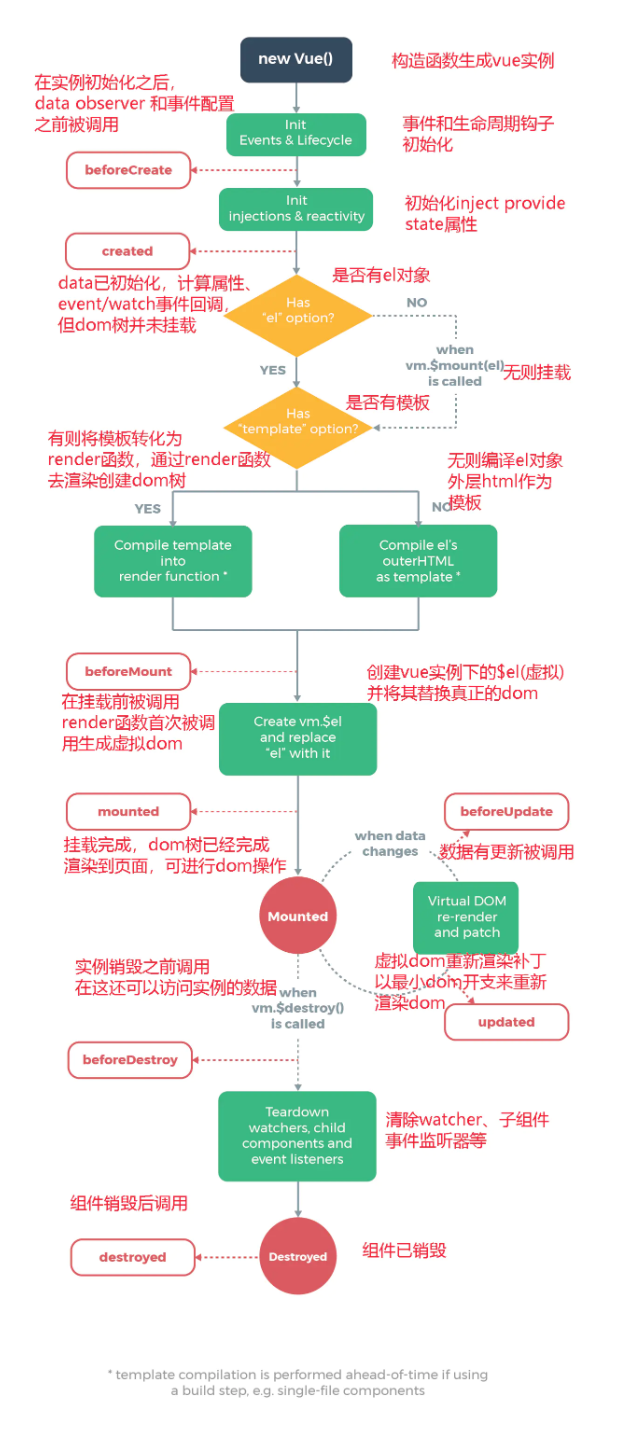 new Vue()
构造函数生成vue实例
在实例初始化之后，
data observer 和事件配置
之前被调用
Init
Events & Lifecycle
事件和生命周期钩子
初始化
beforeCreate
Init
injections & reactivity
初始化inject provide
state属性
created
data已初始化，计算属性、
event/watch事件回调，
但dom树并未挂载
是否有el对象
Has
“el” option?
NO
when
vm.$mount(el)
is called
无则挂载
YES
是否有模板
Has
“template” option?
有则将模板转化为
render函数，通过render函数
去渲染创建dom树
无则编译el对象
外层html作为
模板
YES
NO
Compile template
into
render function *
Compile el’s
outerHTML
as template *
beforeMount
在挂载前被调用
render函数首次被调
用生成虚拟dom
创建vue实例下的$el(虚拟)
并将其替换真正的dom
Create vm.$el
and replace
“el” with it
mounted
挂载完成，dom树已经完成
渲染到页面，可进行dom操作
when data
changes
beforeUpdate
数据有更新被调用
Mounted
Virtual DOM
re-render
and patch
虚拟dom重新渲染补丁
以最小dom开支来重新
渲染dom
updated
实例销毁之前调用
在这还可以访问实例的数据
when
vm.$destroy()
is called
beforeDestroy
Teardown
watchers, child
components and
event listeners
清除watcher、子组件
事件监听器等
组件销毁后调用
destroyed
Destroyed
组件已销毁
* template compilation is performed ahead-of-time if using
a build step, e.g. single-file components